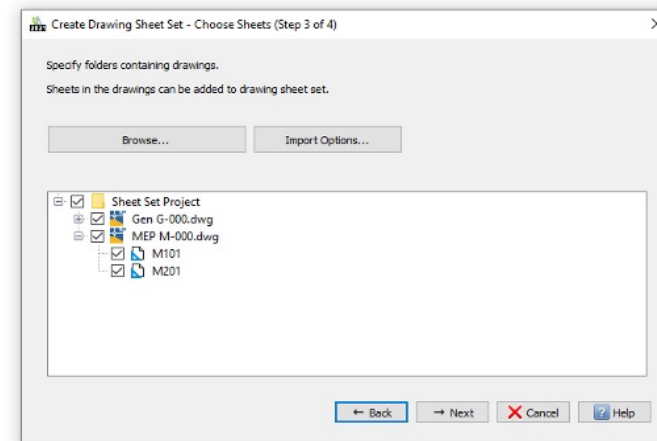 Create Drawing Sheet Set - Choose Sheets (Step 3 of 4)
Specify folders containing drawings.
Sheets in the drawings can be added to drawing sheet set.
Browse... Import Options...
Sheet Set Project
Gen G-000.dwg
MEP M-000.dwg
M101
M201
← Back → Next Cancel Help